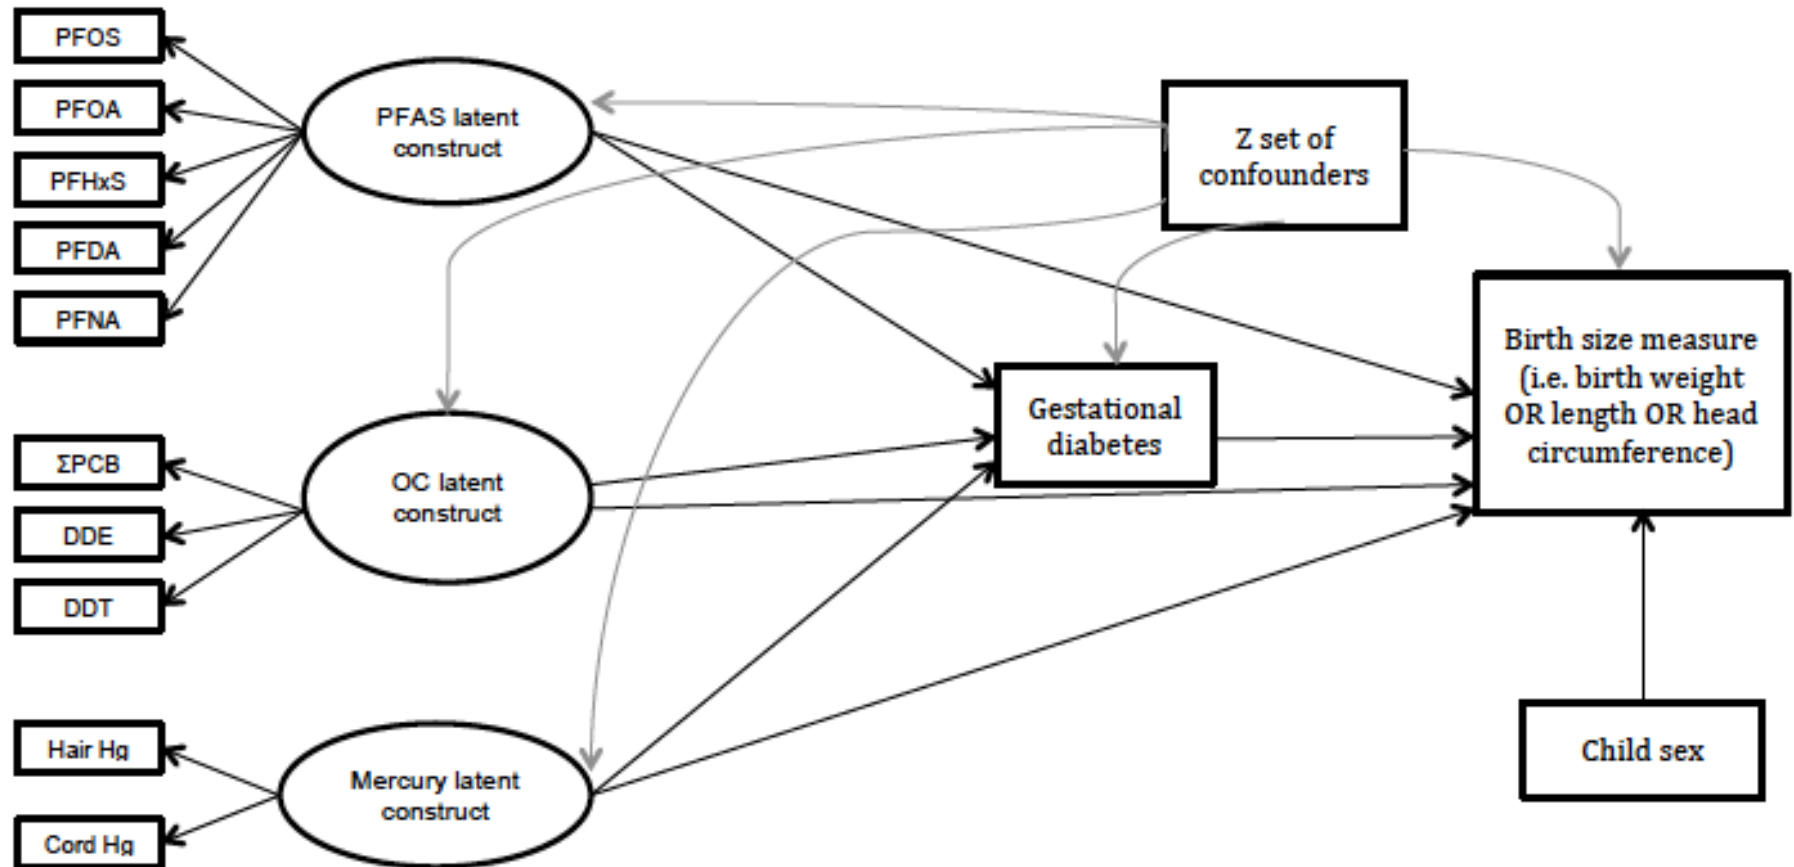 PFOS
PFOA
PFHxS
PFDA
PFNA
PFAS latent
construct
Z set of
confounders
ΣPCB
DDE
DDT
OC latent
construct
Gestational
diabetes
Birth size measure
(i.e. birth weight
OR length OR head
circumference)
Hair Hg
Cord Hg
Mercury latent
construct
Child sex